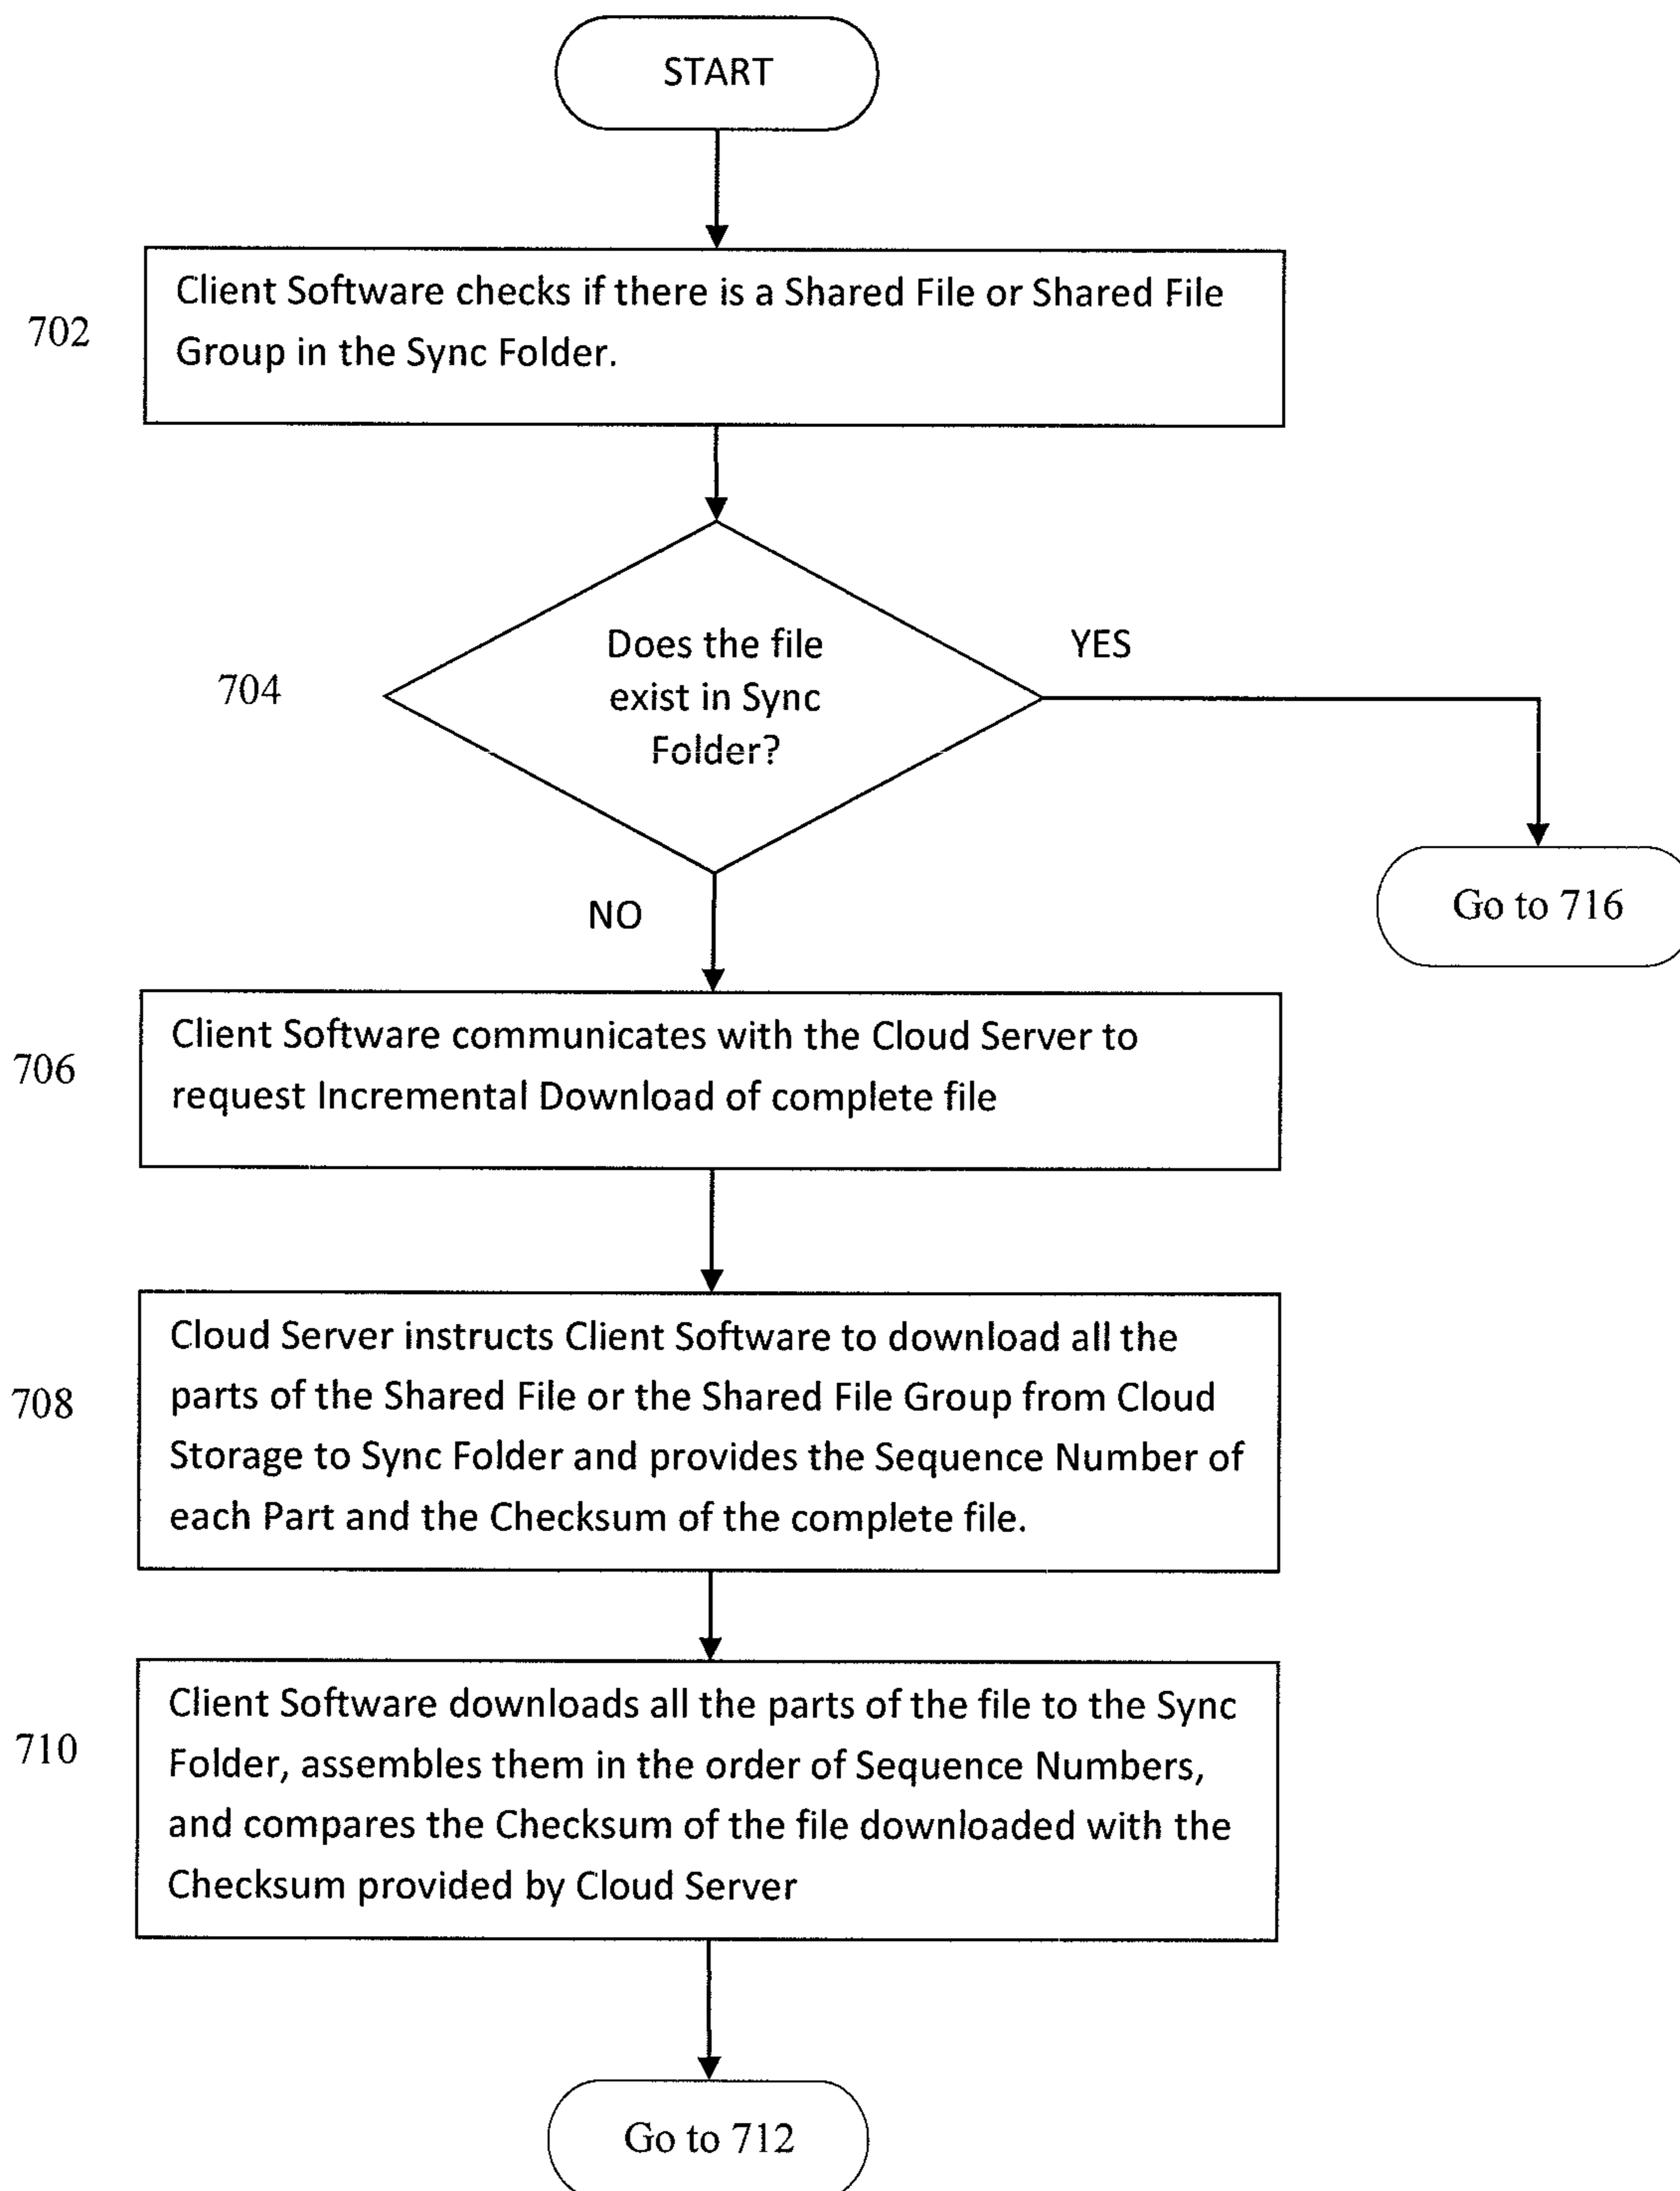 START
702
Client Software checks if there is a Shared File or Shared File
Group in the Sync Folder.
704
Does the file
exist in Sync
Folder?
YES
Go to 716
NO
706
Client Software communicates with the Cloud Server to
request Incremental Download of complete file
708
Cloud Server instructs Client Software to download all the
parts of the Shared File or the Shared File Group from Cloud
Storage to Sync Folder and provides the Sequence Number of
each Part and the Checksum of the complete file.
710
Client Software downloads all the parts of the file to the Sync
Folder, assembles them in the order of Sequence Numbers,
and compares the Checksum of the file downloaded with the
Checksum provided by Cloud Server
Go to 712